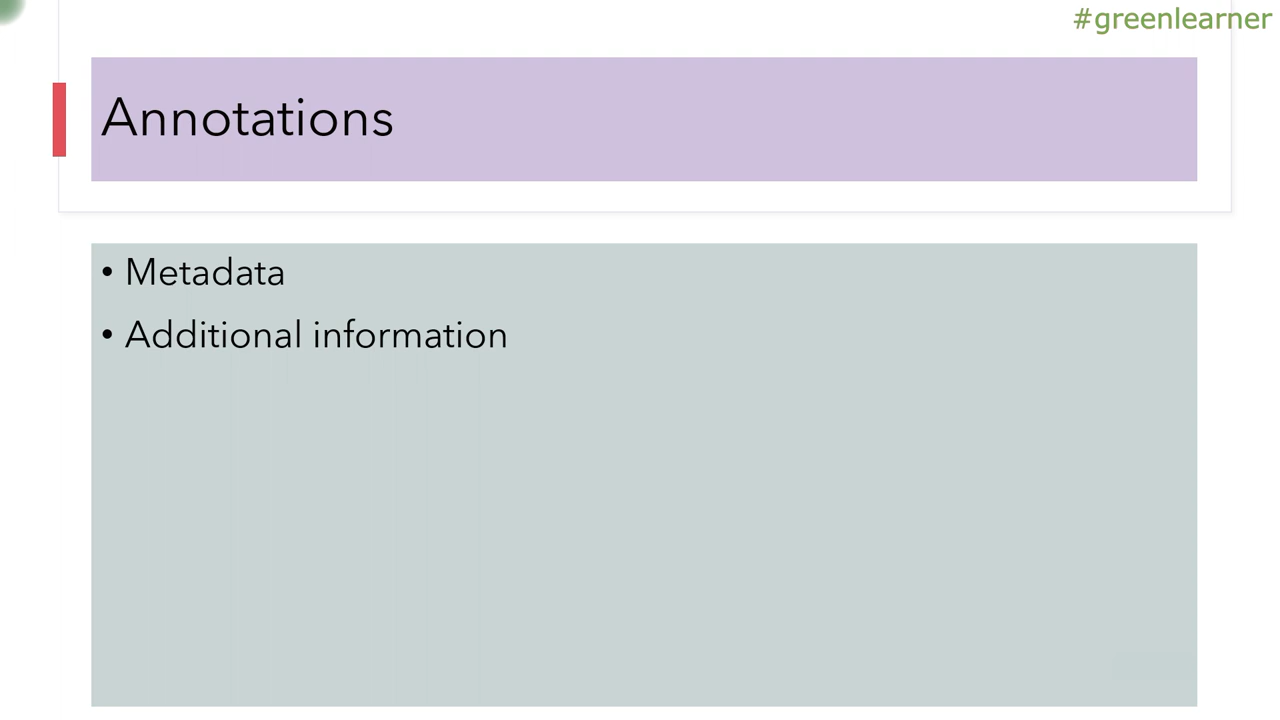 #greenlearner
Annotations
• Metadata
• Additional information